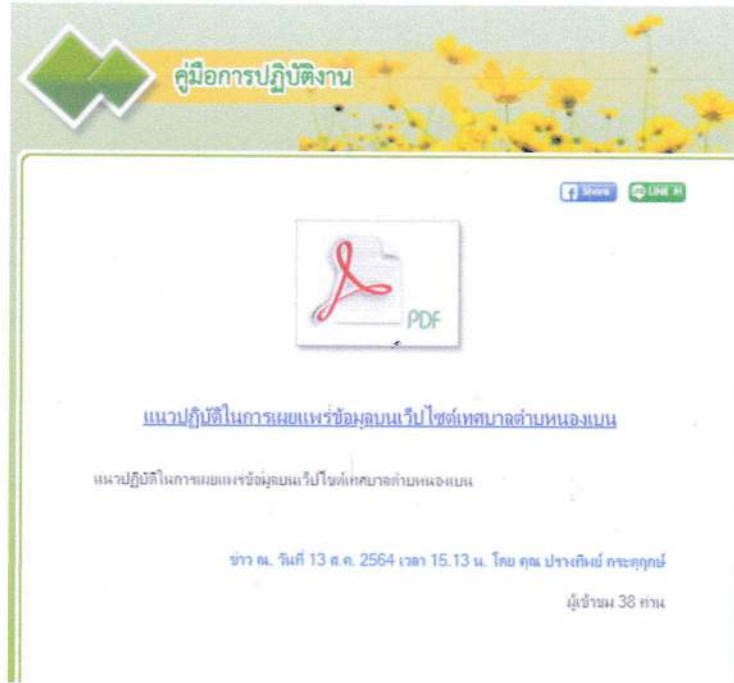 คู่มือการปฏิบัติงาน
Share
LINE it!
PDF
แนวปฏิบัติในการเผยแพร่ข้อมูลบนเว็บไซต์เทศบาลตำบลหนองเบน
แนวปฏิบัติในการเผยแพร่ข้อมูลบนเว็บไซต์เทศบาลตำบลหนองเบน
ข่าว ณ. วันที่ 13 ส.ค. 2564 เวลา 15.13 น. โดย คุณ ปรางทิพย์ กระตุฤกษ์
ผู้เข้าชม 38 ท่าน